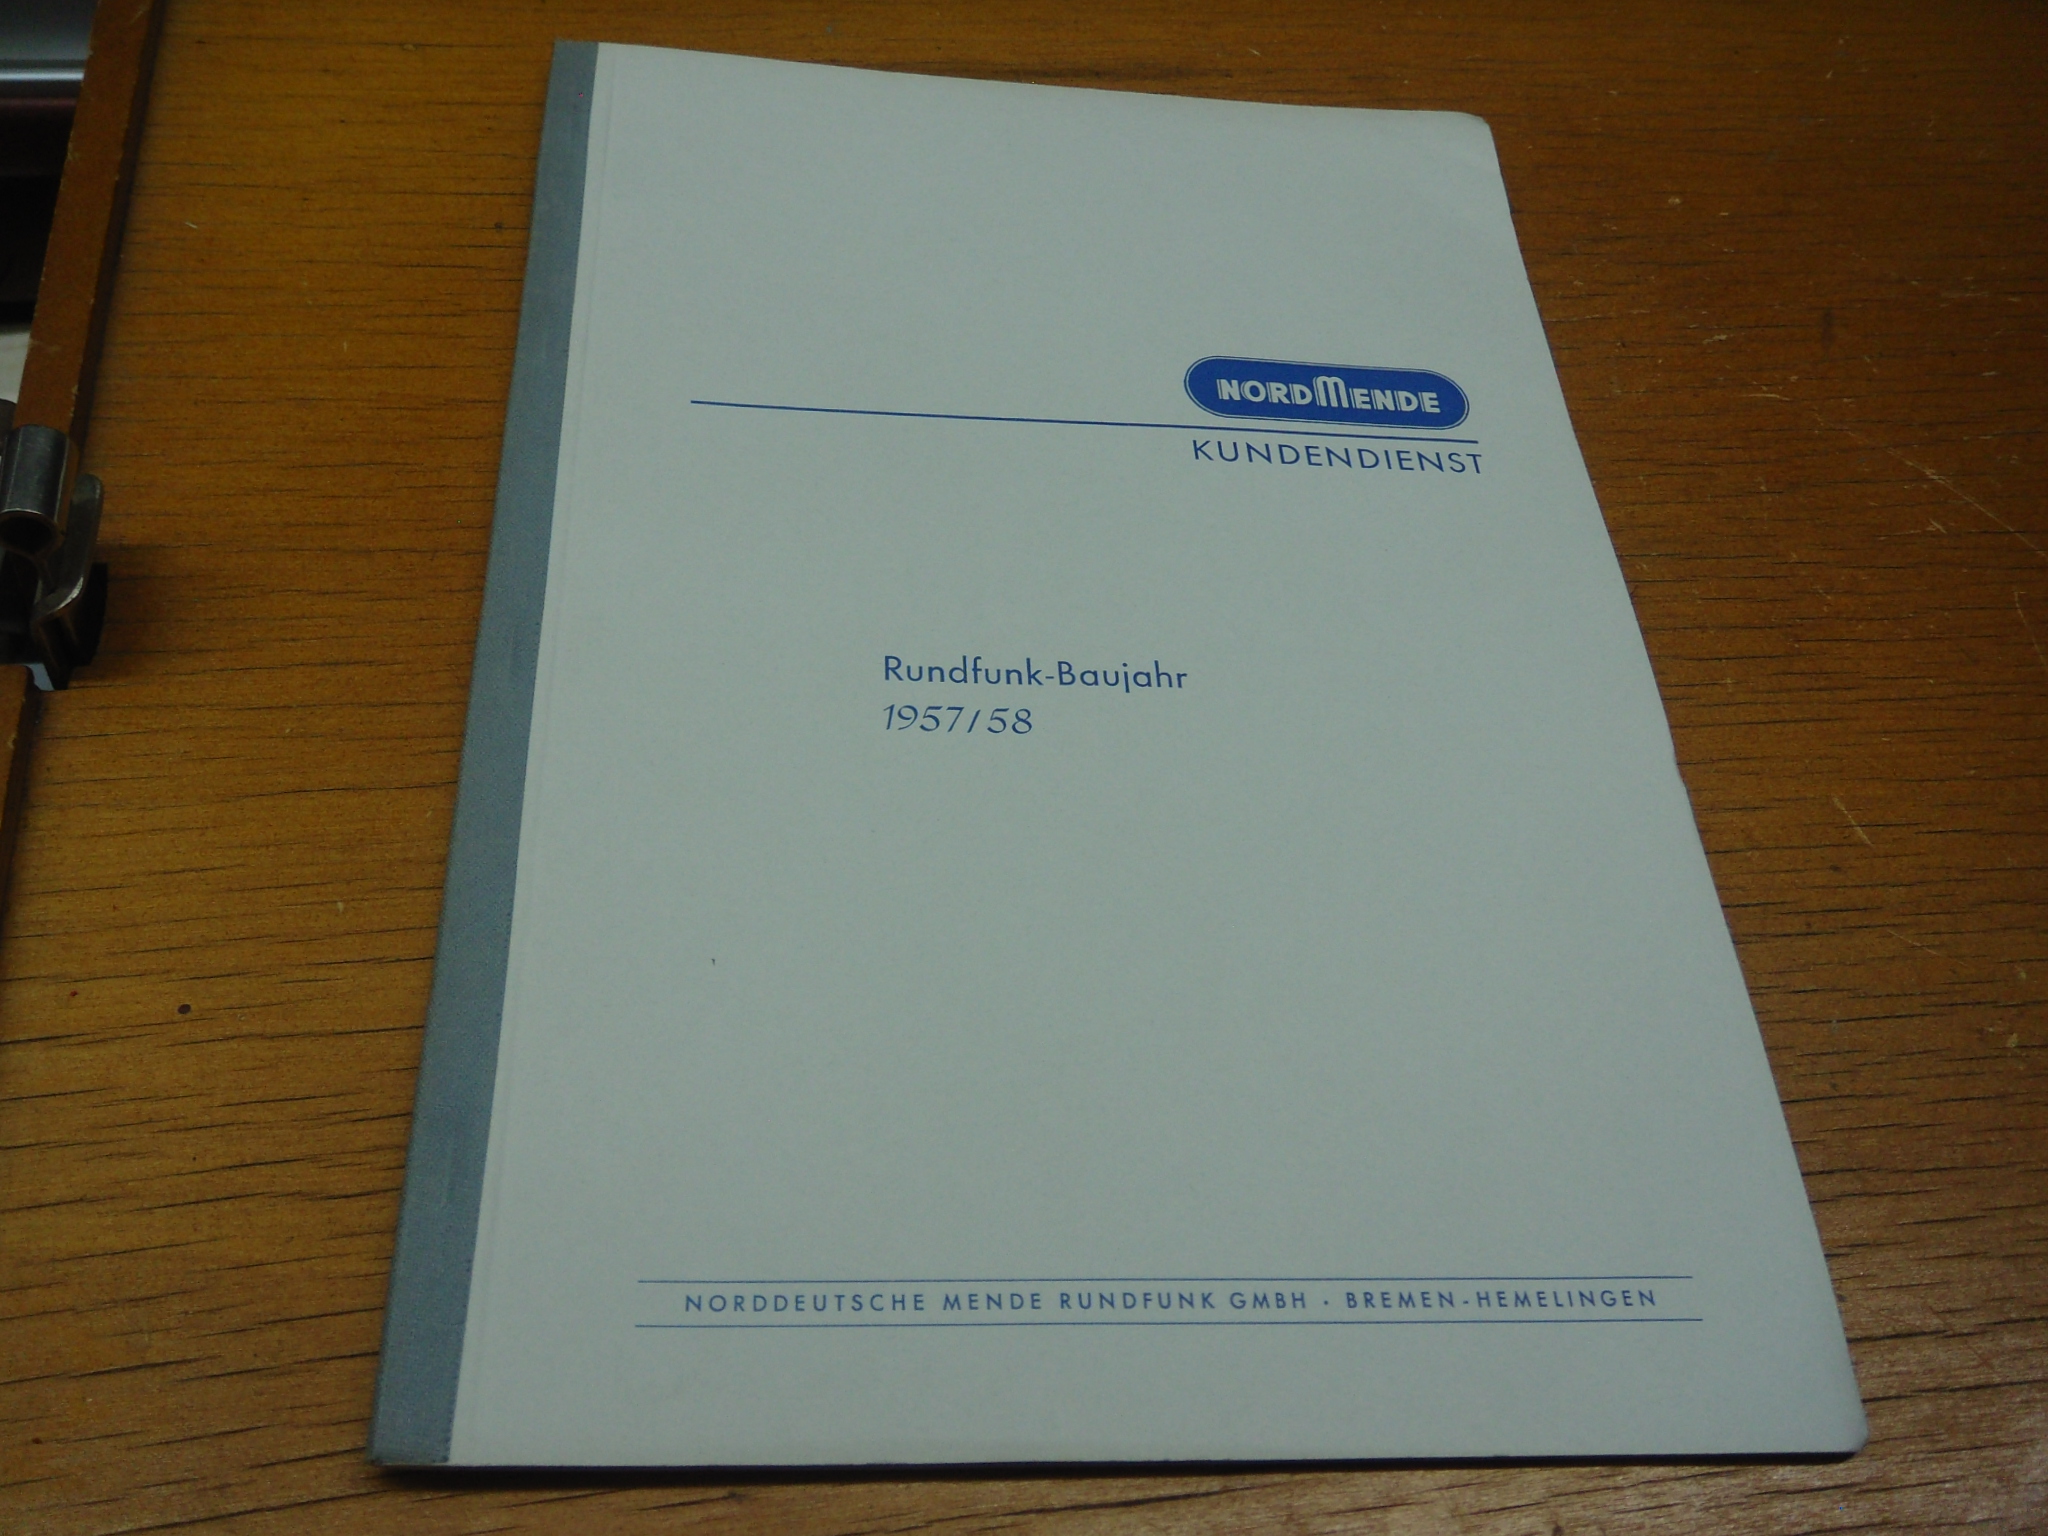 NORDMENDE
KUNDENDIENST
Rundfunk-Baujahr
1957/58
NORDDEUTSCHE MENDE RUNDFUNK GMBH · BREMEN-HEMELINGEN